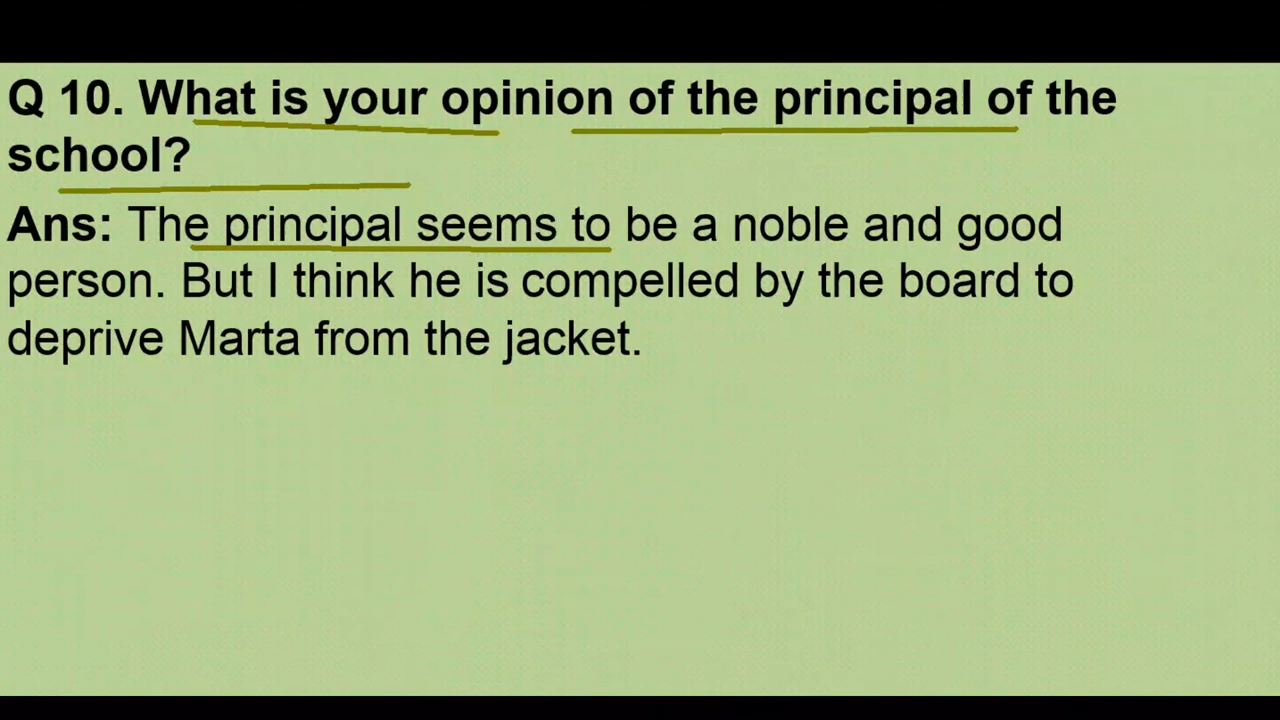 Q 10. What is your opinion of the principal of the
school?
Ans: The principal seems to be a noble and good
person. But I think he is compelled by the board to
deprive Marta from the jacket.